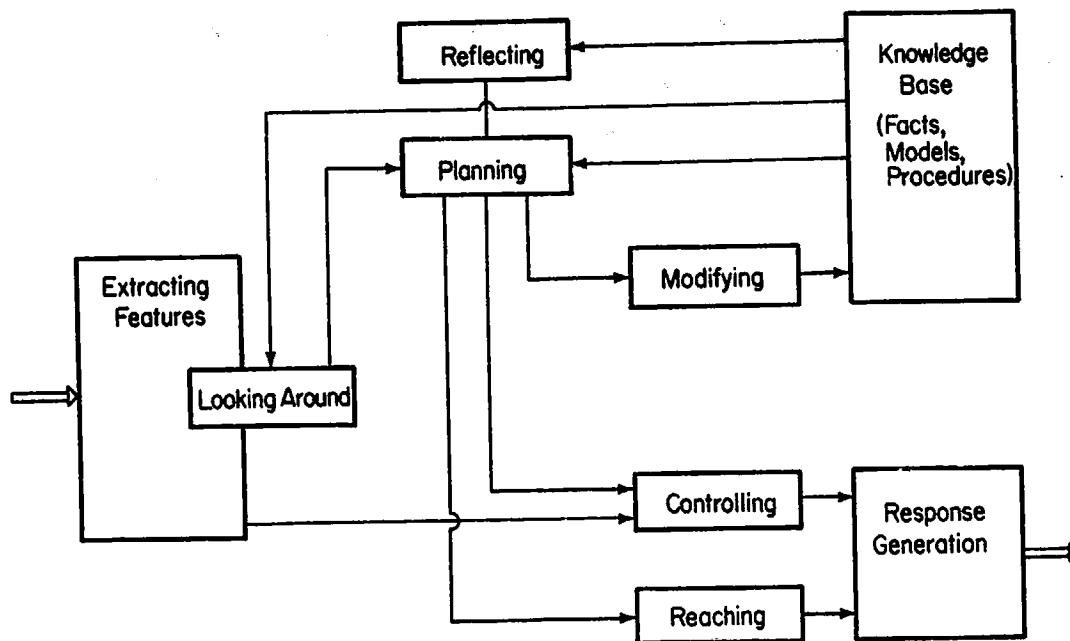 Reflecting
Knowledge
Base
(Facts,
Models,
Procedures)
Planning
Extracting
Features
Modifying
Looking Around
Controlling
Response
Generation
Reaching